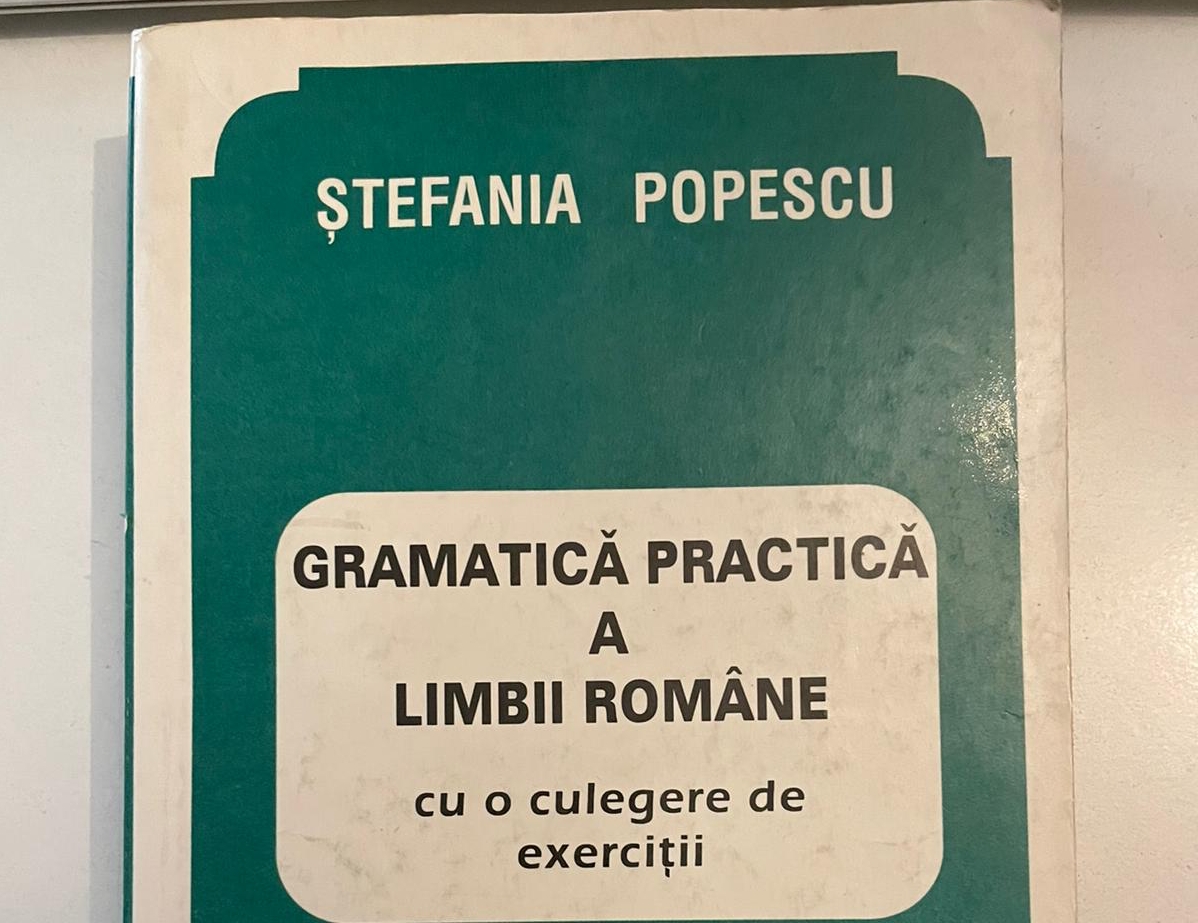 ȘTEFANIA POPESCU
GRAMATICĂ PRACTICĂ
A
LIMBII ROMÂNE
cu o culegere de
exerciții